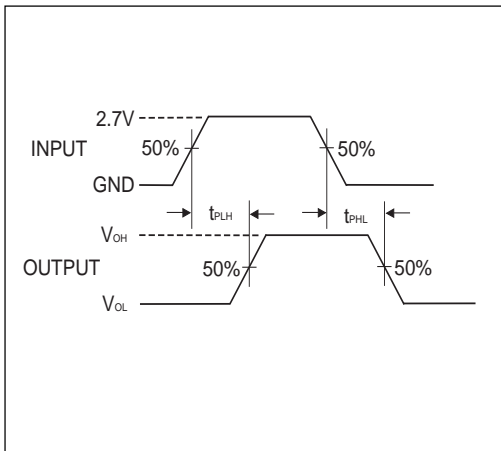 2.7V
INPUT
50%
50%
GND
tPLH
tPHL
VOH
OUTPUT
50%
50%
VOL